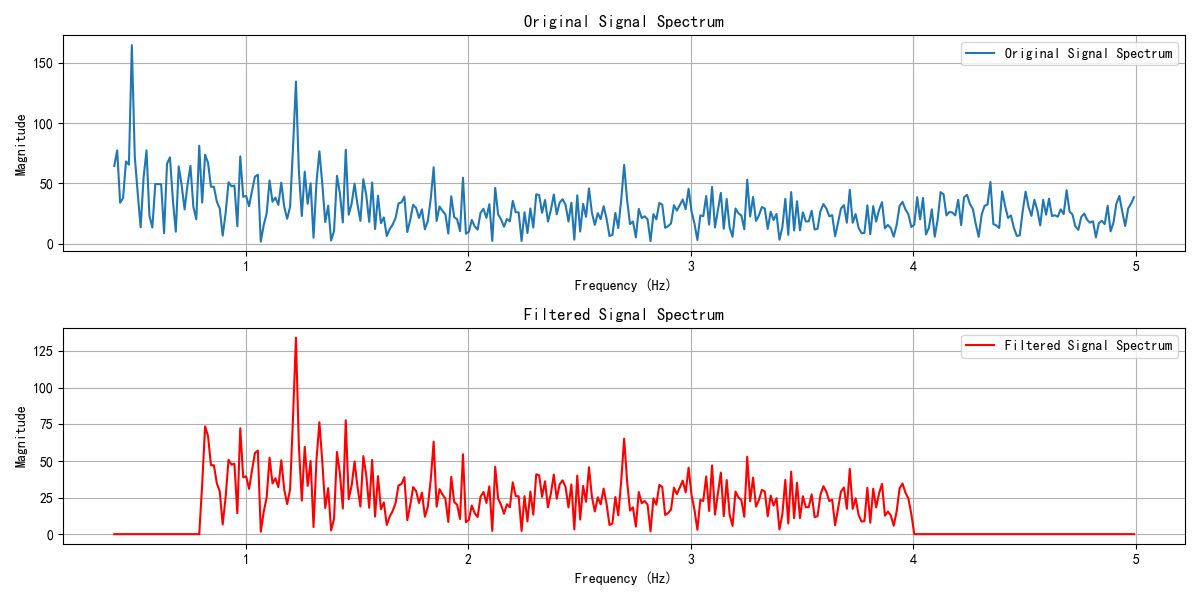 Original Signal Spectrum
Original Signal Spectrum
Magnitude
150
100
50
0
1
2
3
4
5
Frequency (Hz)
Filtered Signal Spectrum
Filtered Signal Spectrum
Magnitude
125
100
75
50
25
0
1
2
3
4
5
Frequency (Hz)